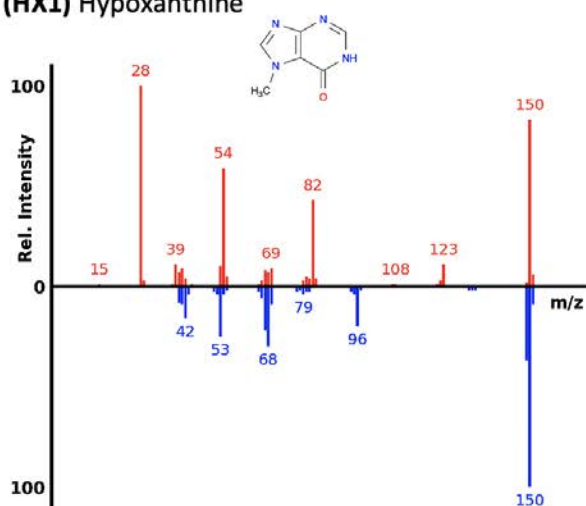 (HX1) Hypoxanthine
N
N
N
NH
H₃C
O
Rel. Intensity
100
0
100
28
150
54
82
39
69
123
15
108
m/z
42
53
68
79
96
150